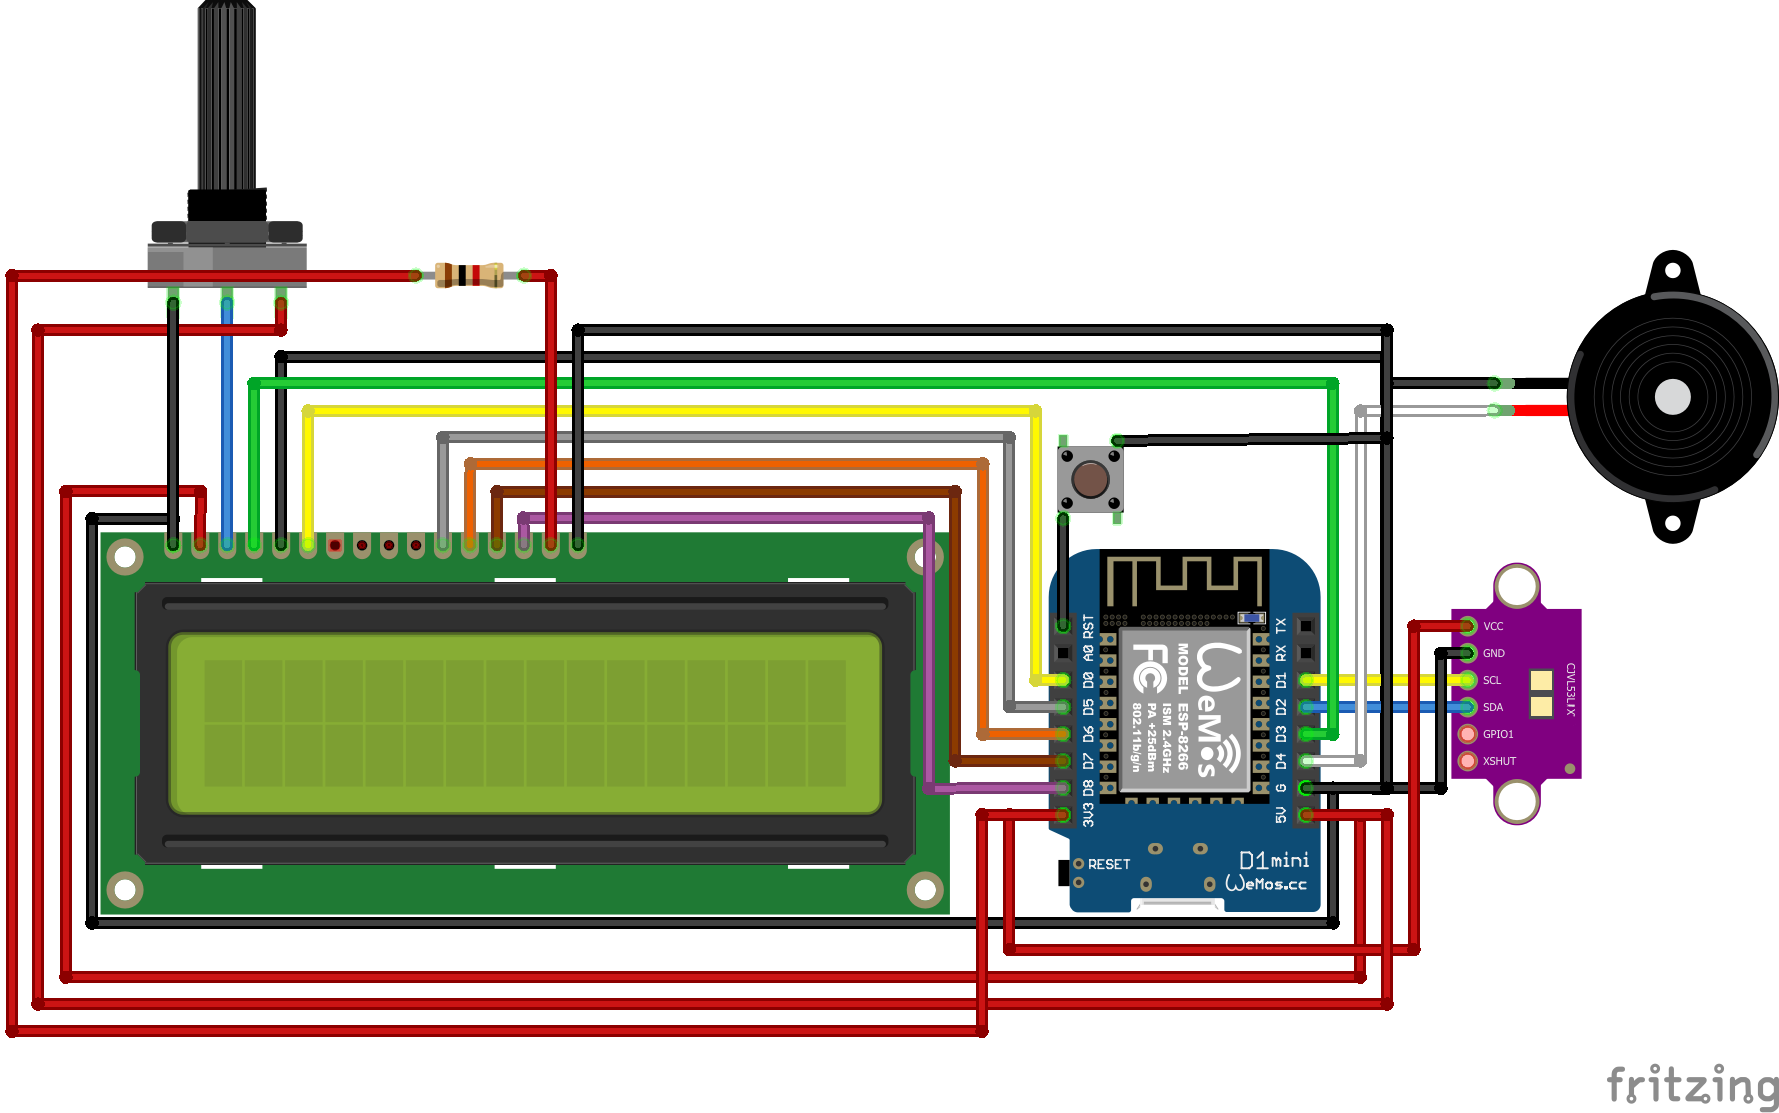 RST
A0
D0
D5
D6
D7
D8
3V3
TX
RX
D1
D2
D3
D4
G
5V
WeMos
MODEL ESP-8266
ISM 2.4GHz
PA +25dBm
802.11b/g/n
FC
RESET
D1mini
WeMos.cc
VCC
GND
SCL
SDA
GPIO1
XSHUT
CJVL53L1X
fritzing